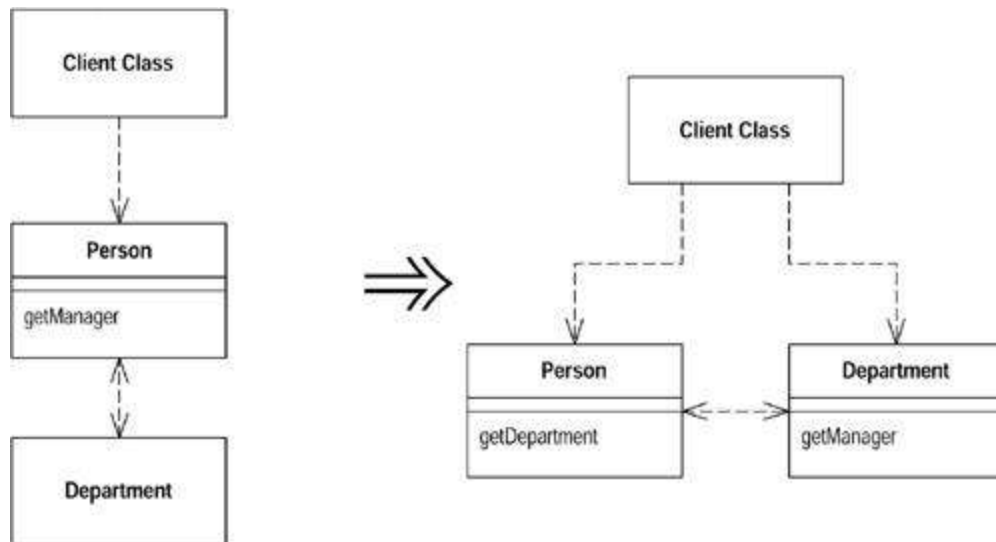 Client Class
Person
getManager
Department
Client Class
Person
getDepartment
Department
getManager